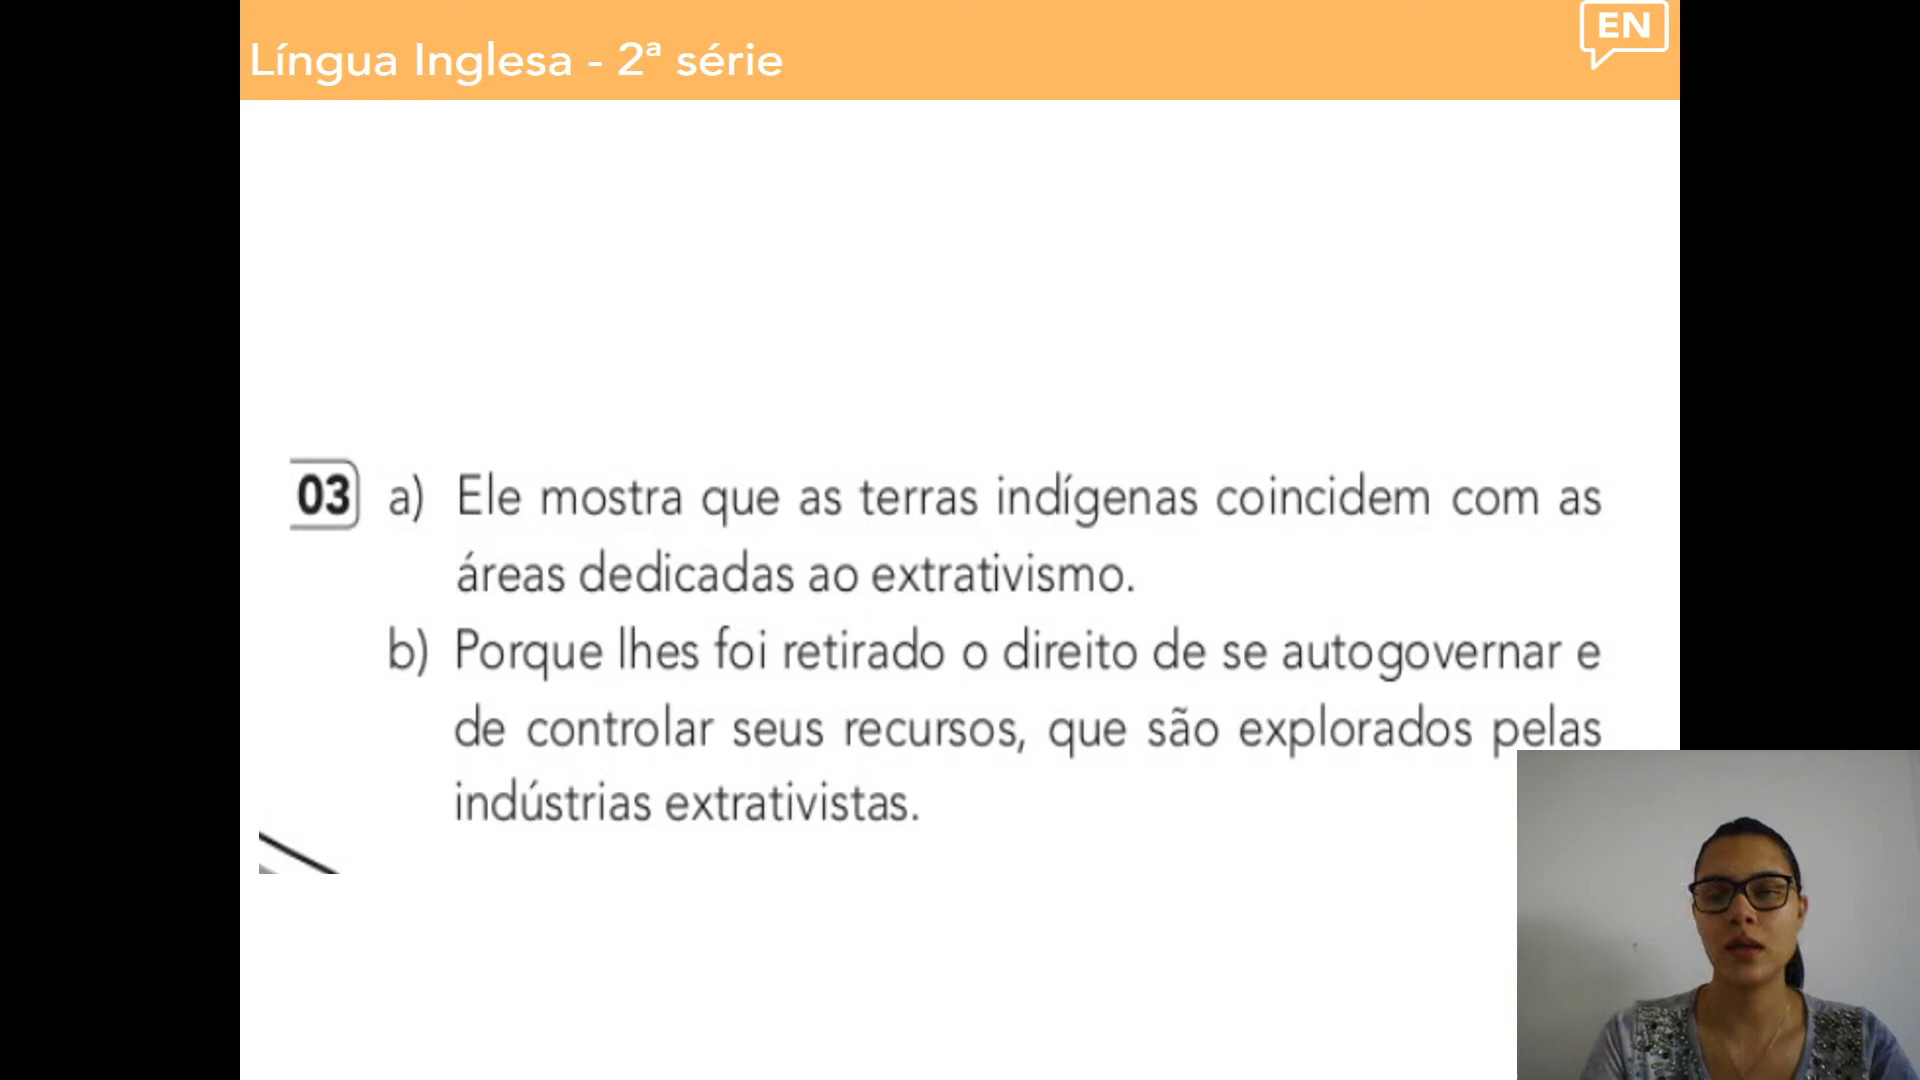 EN
Língua Inglesa - 2ª série
03 a) Ele mostra que as terras indígenas coincidem com as
áreas dedicadas ao extrativismo.
b) Porque lhes foi retirado o direito de se autogovernar e
de controlar seus recursos, que são explorados pelas
indústrias extrativistas.